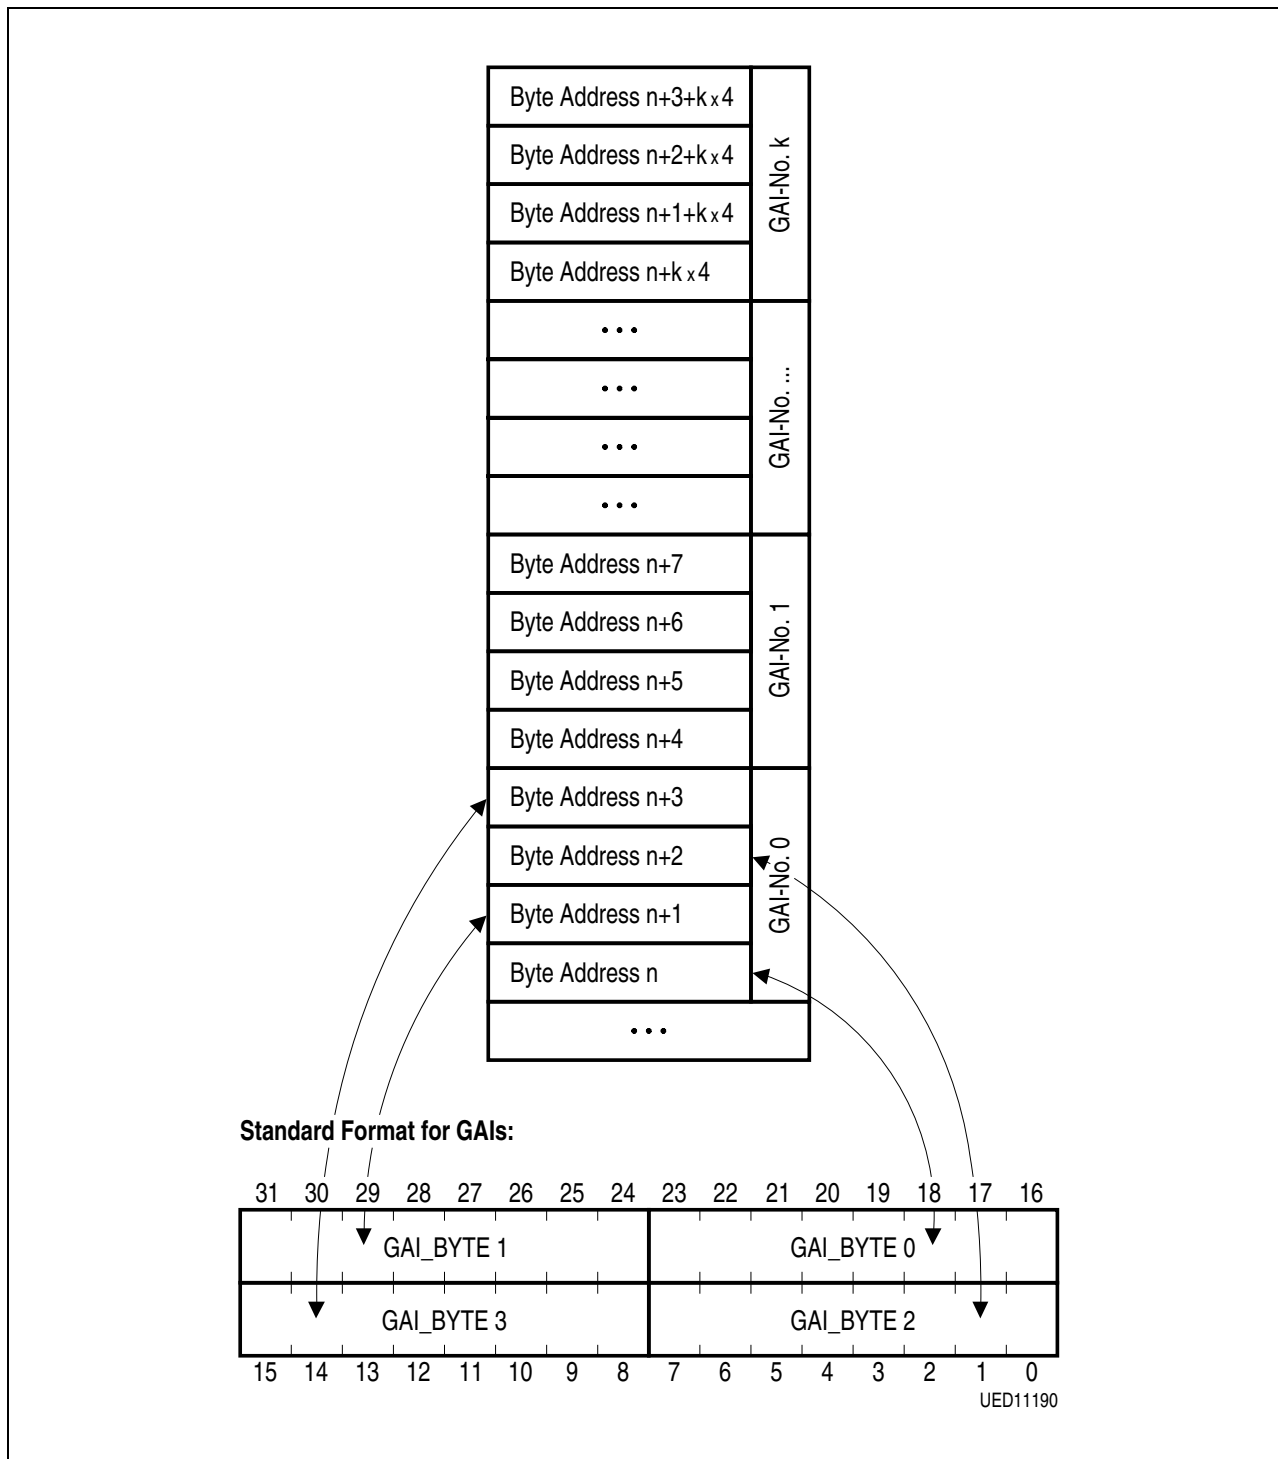 Byte Address n+3+k x 4
Byte Address n+2+k x 4
Byte Address n+1+k x 4
Byte Address n+k x 4
GAI-No. k
...
...
...
...
GAI-No. ...
Byte Address n+7
Byte Address n+6
Byte Address n+5
Byte Address n+4
GAI-No. 1
Byte Address n+3
Byte Address n+2
Byte Address n+1
Byte Address n
GAI-No. 0
...
Standard Format for GAIs:
31 30 29 28 27 26 25 24 23 22 21 20 19 18 17 16
GAI_BYTE 1 GAI_BYTE 0
GAI_BYTE 3 GAI_BYTE 2
15 14 13 12 11 10 9 8 7 6 5 4 3 2 1 0
UED11190